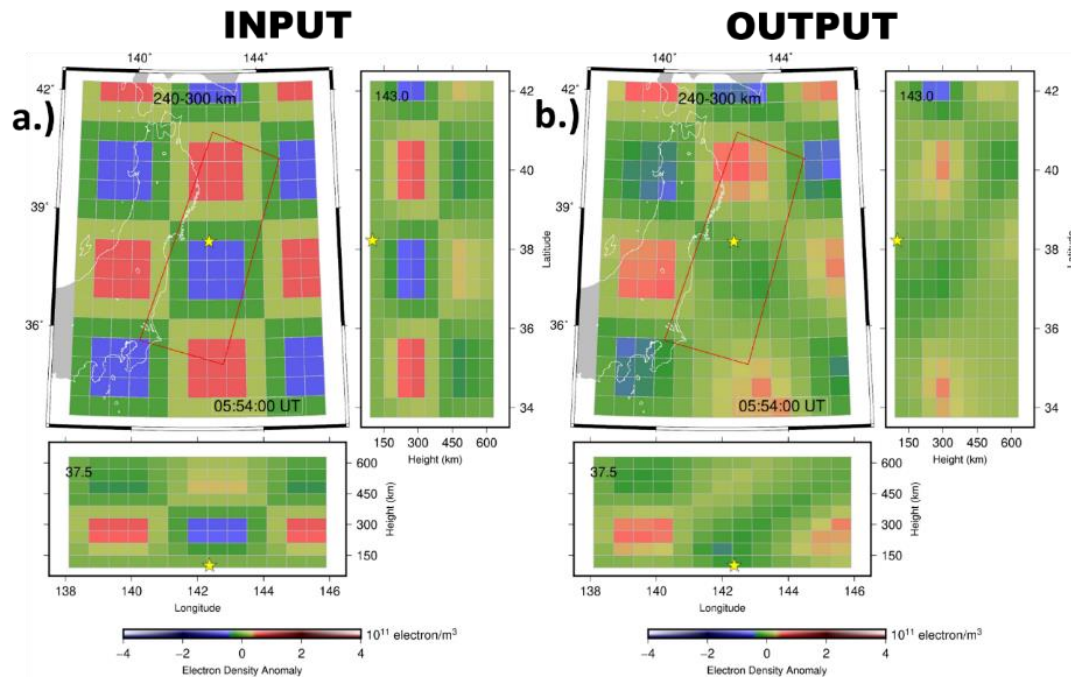 INPUT
OUTPUT
a.)
140°
144°
42°
39°
36°
240-300 km
05:54:00 UT
143.0
42
40
38
36
34
Latitude
150 300 450 600
Height (km)
37.5
600
450
300
150
Height (km)
138 140 142 144 146
Longitude
−4 −2 0 2 4
10¹¹ electron/m³
Electron Density Anomaly
b.)
140°
144°
42°
39°
36°
240-300 km
05:54:00 UT
143.0
42
40
38
36
34
Latitude
150 300 450 600
Height (km)
37.5
600
450
300
150
Height (km)
138 140 142 144 146
Longitude
−4 −2 0 2 4
10¹¹ electron/m³
Electron Density Anomaly